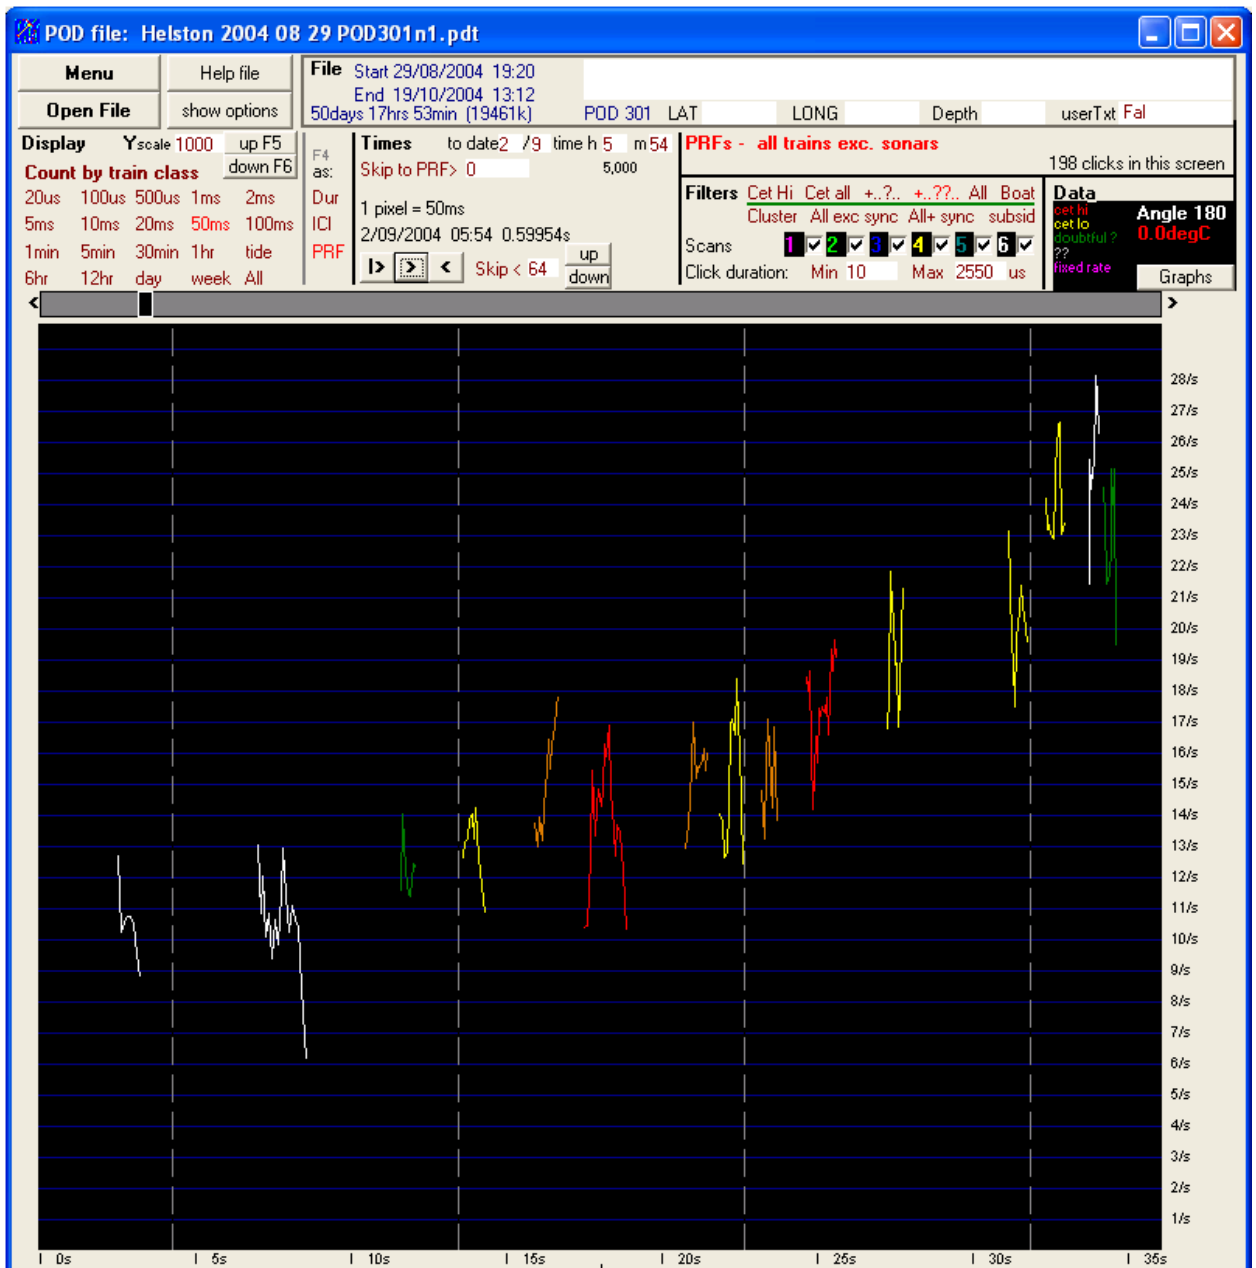 POD file: Helston 2004 08 29 POD301n1.pdt
Menu Help file
Open File show options
File Start 29/08/2004 19:20
End 19/10/2004 13:12
50days 17hrs 53min (19461k) POD 301 LAT LONG Depth userTxt Fal
Display Yscale 1000 up F5
down F6
Count by train class
20us 100us 500us 1ms 2ms
5ms 10ms 20ms 50ms 100ms
1min 5min 30min 1hr tide
6hr 12hr day week All
F4
as:
Dur
ICI
PRF
Times to date 2 /9 time h 5 m 54
Skip to PRF> 0 5,000
1 pixel = 50ms
2/09/2004 05:54 0.59954s
|> > < Skip < 64 up
down
PRFs - all trains exc. sonars
198 clicks in this screen
Filters Cet Hi Cet all +..?.. +..??.. All Boat
Cluster All exc sync All+ sync subsid
Scans 1 2 3 4 5 6
Click duration: Min 10 Max 2550 us
Data
cet hi
cet lo
doubtful ?
??
fixed rate
Angle 180
0.0degC
Graphs
< >
28/s
27/s
26/s
25/s
24/s
23/s
22/s
21/s
20/s
19/s
18/s
17/s
16/s
15/s
14/s
13/s
12/s
11/s
10/s
9/s
8/s
7/s
6/s
5/s
4/s
3/s
2/s
1/s
0s 5s 10s 15s 20s 25s 30s 35s